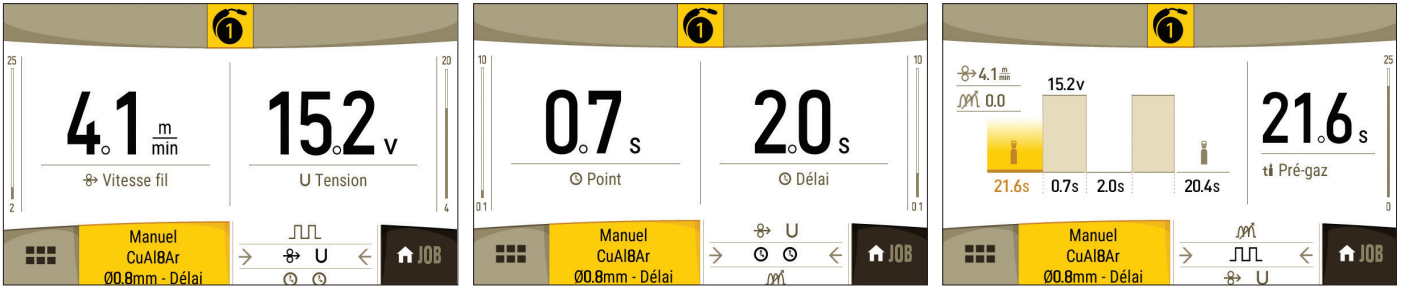 1
25
20
4.1 m/min
15.2 v
Vitesse fil
U Tension
2
4
Manuel
CuAl8Ar
Ø0.8mm - Délai
U
JOB
1
10
10
0.7 s
2.0 s
Point
Délai
0.1
0.1
Manuel
CuAl8Ar
Ø0.8mm - Délai
U
JOB
1
4.1 m/min
0.0
15.2v
25
21.6 s
Pré-gaz
21.6s 0.7s 2.0s 20.4s
0
Manuel
CuAl8Ar
Ø0.8mm - Délai
U
JOB